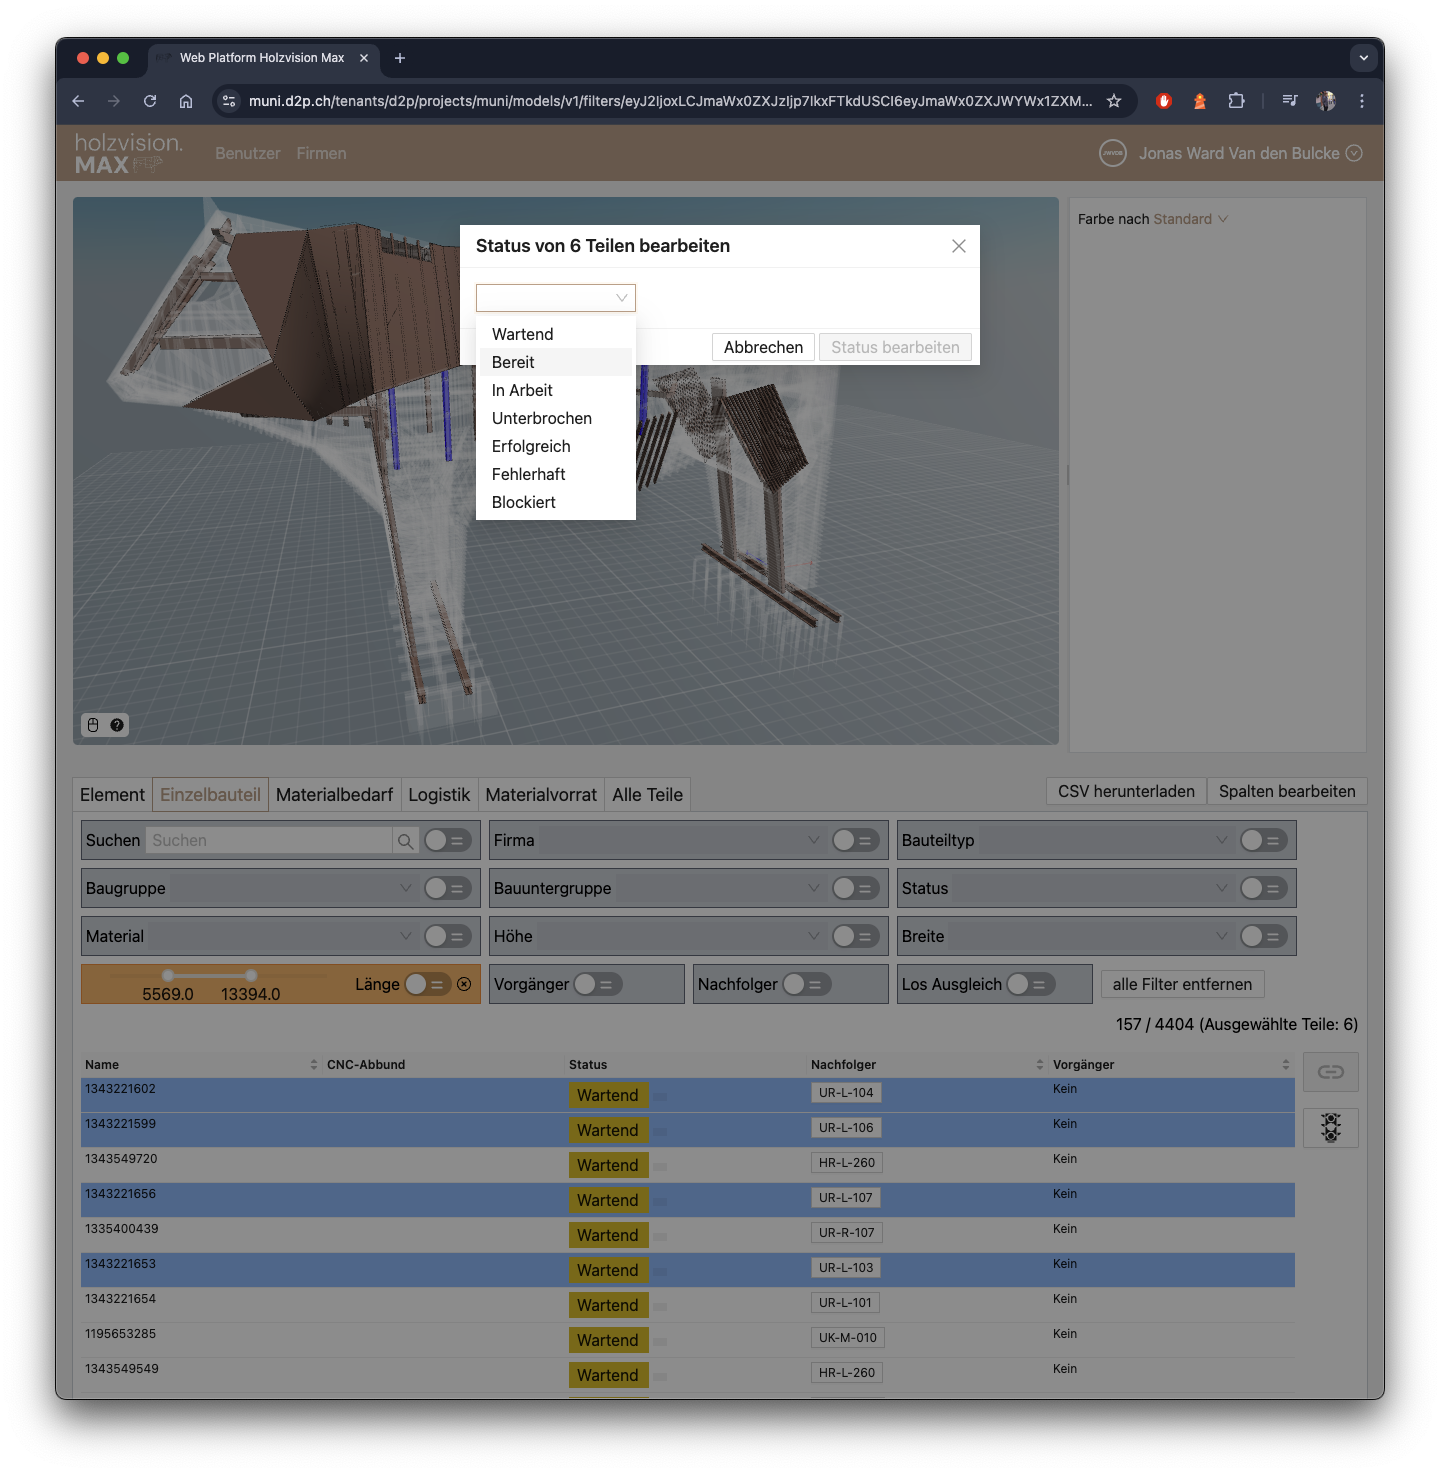 Web Platform Holzvision Max
muni.d2p.ch/tenants/d2p/projects/muni/models/v1/filters/eyJ2IjoxLCJmaWx0ZXJzIjp7IkxFTkdUSCI6eyJmaWx0ZXJWYWx1ZXM...
holzvision.
MAX
Benutzer Firmen
Jonas Ward Van den Bulcke
Farbe nach Standard
Status von 6 Teilen bearbeiten
Wartend
Bereit
In Arbeit
Unterbrochen
Erfolgreich
Fehlerhaft
Blockiert
Abbrechen Status bearbeiten
Element Einzelbauteil Materialbedarf Logistik Materialvorrat Alle Teile
CSV herunterladen Spalten bearbeiten
Suchen Suchen Firma Bauteiltyp
Baugruppe Bauuntergruppe Status
Material Höhe Breite
5569.0 13394.0 Länge Vorgänger Nachfolger Los Ausgleich alle Filter entfernen
157 / 4404 (Ausgewählte Teile: 6)
Name CNC-Abbund Status Nachfolger Vorgänger
1343221602 Wartend UR-L-104 Kein
1343221599 Wartend UR-L-106 Kein
1343549720 Wartend HR-L-260 Kein
1343221656 Wartend UR-L-107 Kein
1335400439 Wartend UR-R-107 Kein
1343221653 Wartend UR-L-103 Kein
1343221654 Wartend UR-L-101 Kein
1195653285 Wartend UK-M-010 Kein
1343549549 Wartend HR-L-260 Kein